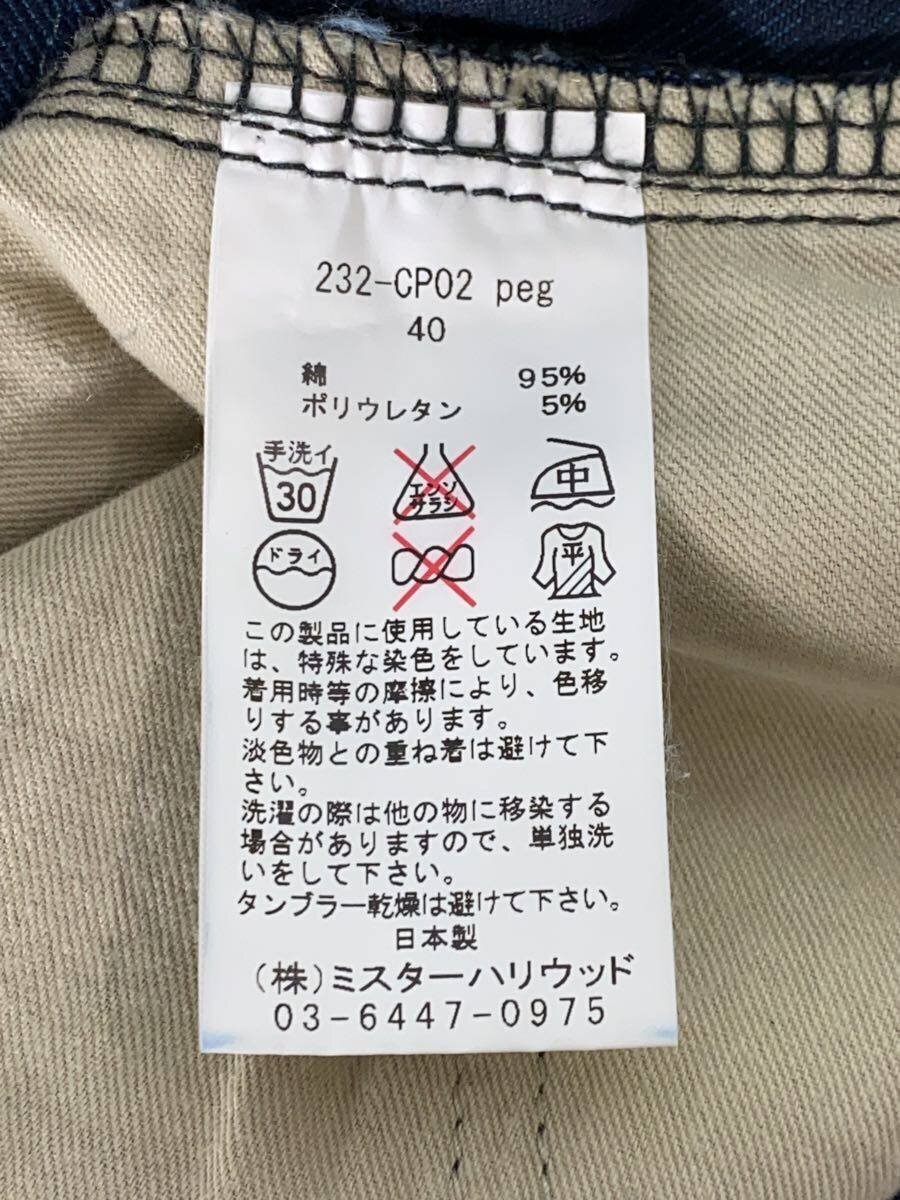 232-CP02 peg
40
綿 95%
ポリウレタン 5%
手洗イ
30
エンソ
サラシ
中
ドライ
平
この製品に使用している生地
は、特殊な染色をしています。
着用時等の摩擦により、色移
りする事があります。
淡色物との重ね着は避けて下
さい。
洗濯の際は他の物に移染する
場合がありますので、単独洗
いをして下さい。
タンブラー乾燥は避けて下さい。
日本製
(株)ミスターハリウッド
03-6447-0975